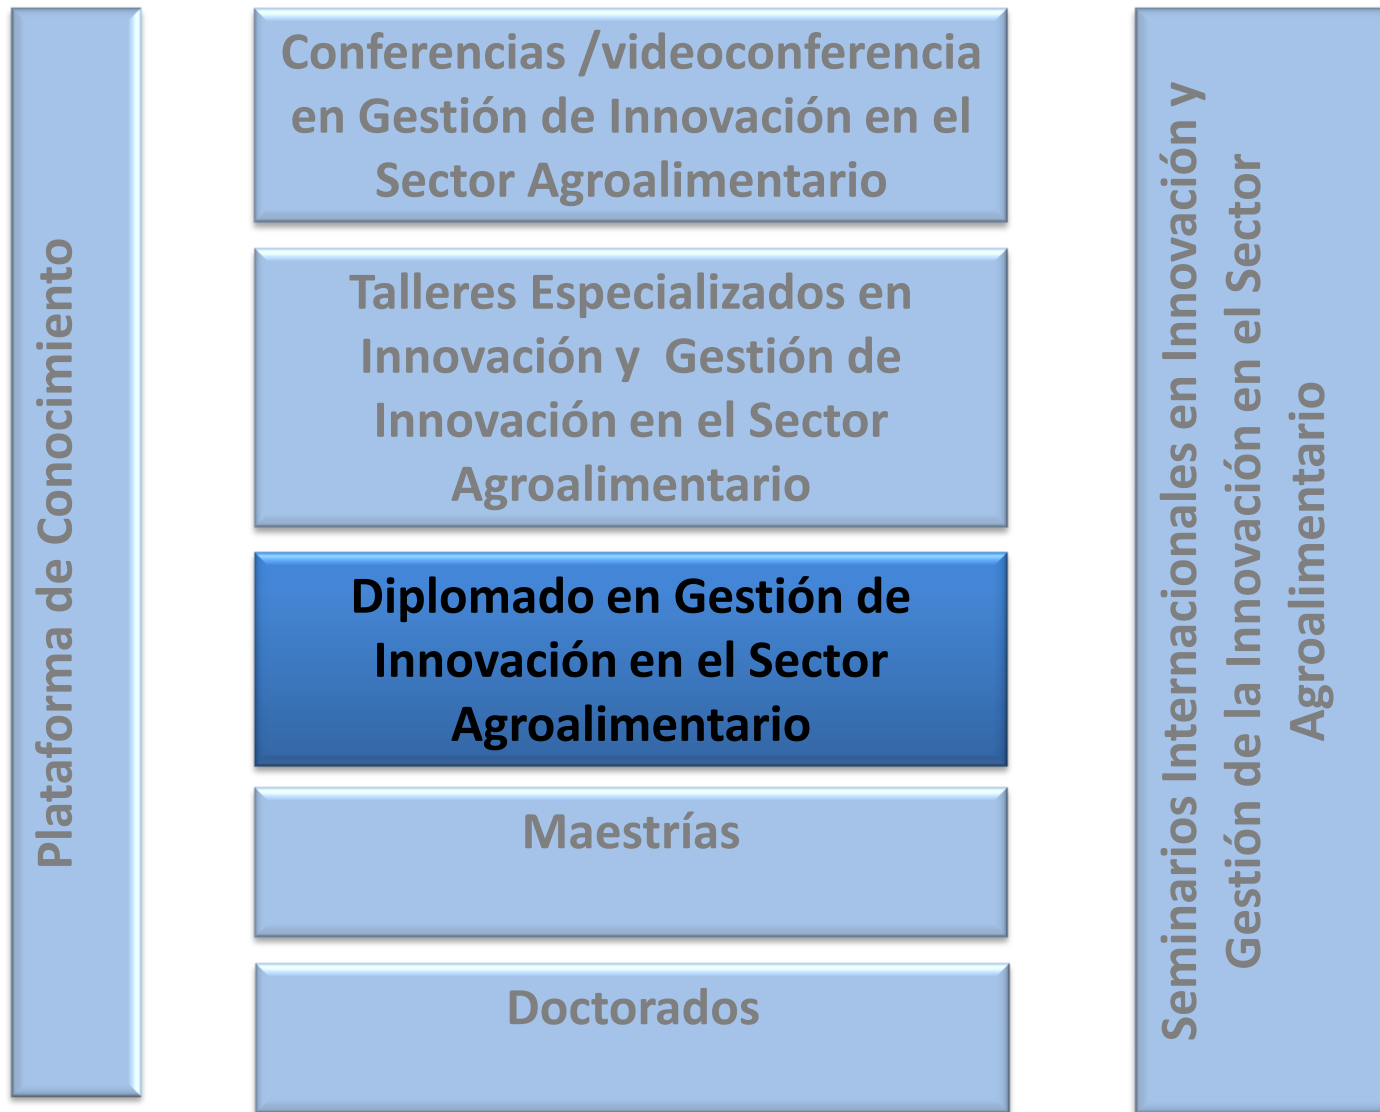 Plataforma de Conocimiento
Conferencias /videoconferencia
en Gestión de Innovación en el
Sector Agroalimentario
Talleres Especializados en
Innovación y  Gestión de
Innovación en el Sector
Agroalimentario
Diplomado en Gestión de
Innovación en el Sector
Agroalimentario
Maestrías
Doctorados
Seminarios Internacionales en Innovación y
Gestión de la Innovación en el Sector
Agroalimentario